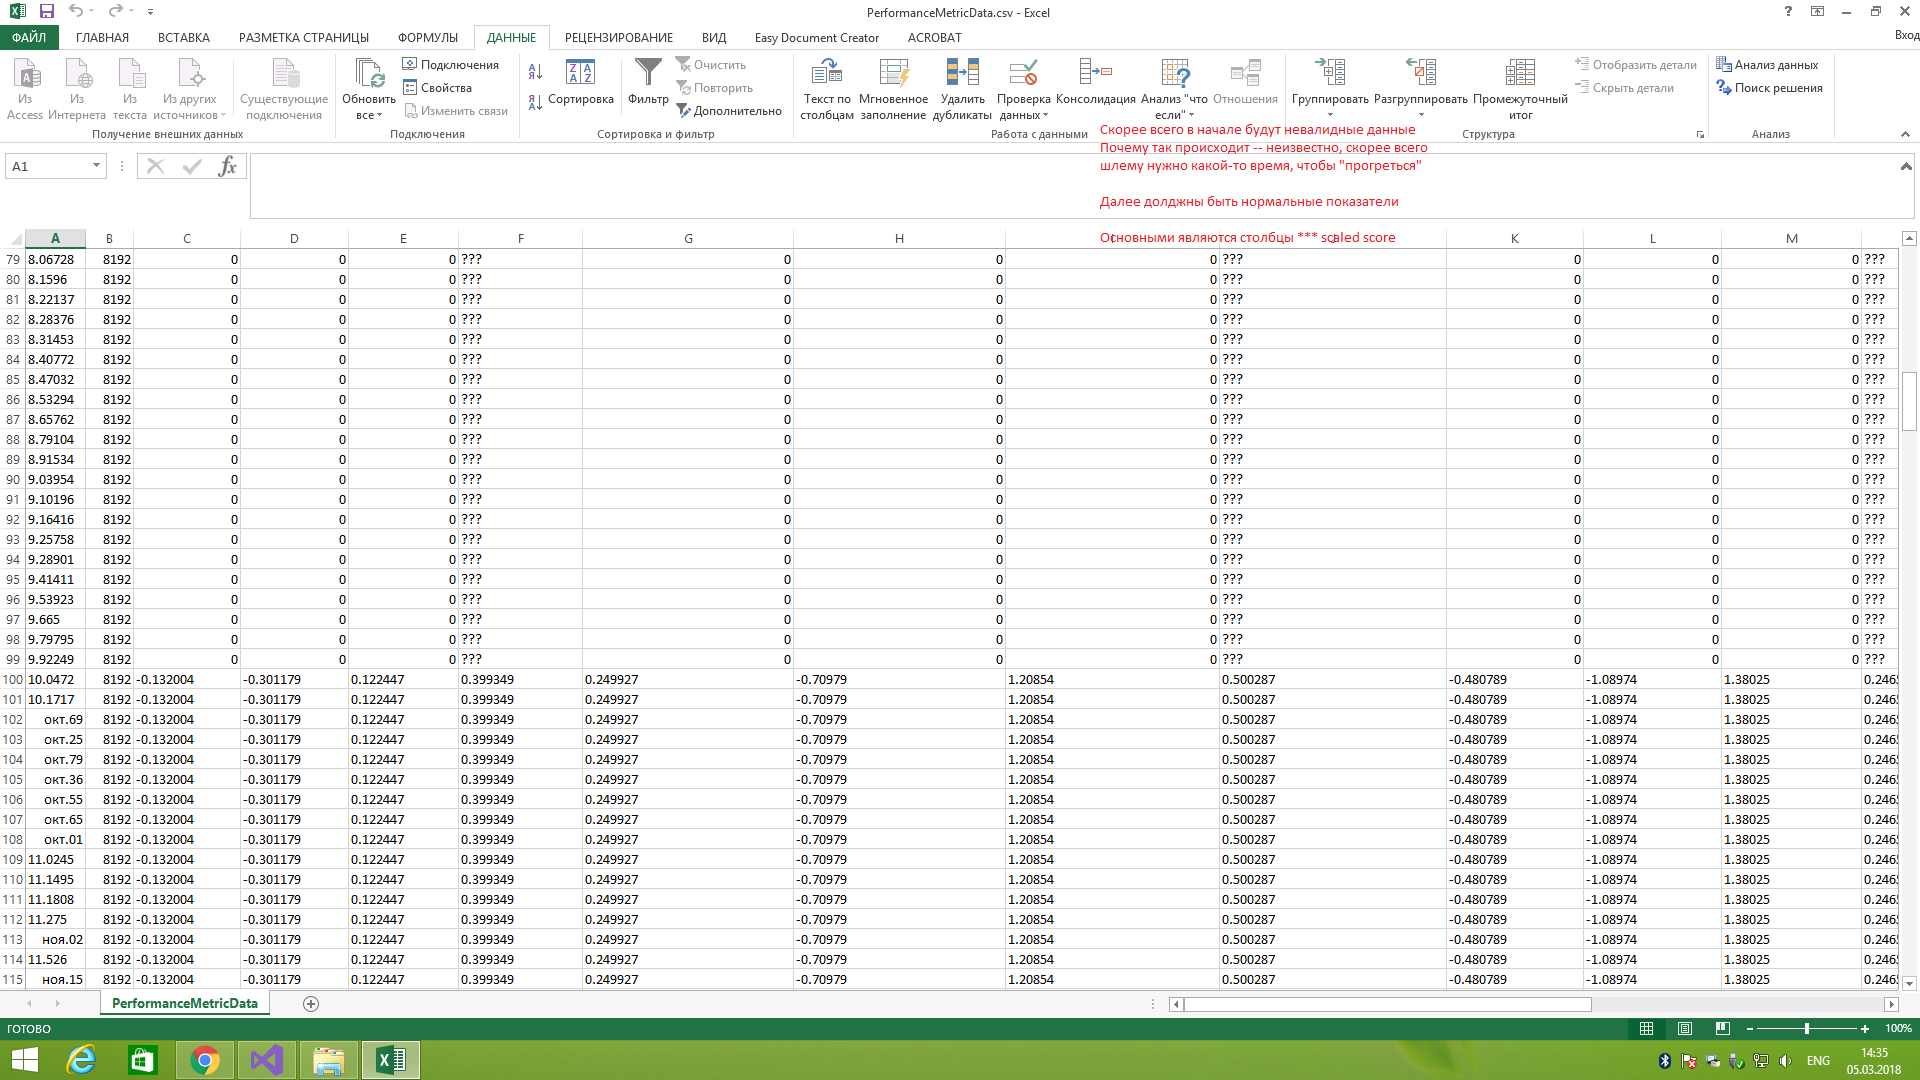 PerformanceMetricData.csv - Excel
ФАЙЛ ГЛАВНАЯ ВСТАВКА РАЗМЕТКА СТРАНИЦЫ ФОРМУЛЫ ДАННЫЕ РЕЦЕНЗИРОВАНИЕ ВИД Easy Document Creator ACROBAT Вход
Из Access
Из Интернета
Из текста
Из других источников
Существующие подключения
Получение внешних данных
Обновить все
Подключения
Свойства
Изменить связи
Подключения
Сортировка
Фильтр
Очистить
Повторить
Дополнительно
Сортировка и фильтр
Текст по столбцам
Мгновенное заполнение
Удалить дубликаты
Проверка данных
Консолидация
Анализ "что если"
Отношения
Работа с данными
Группировать
Разгруппировать
Промежуточный итог
Отобразить детали
Скрыть детали
Структура
Анализ данных
Поиск решения
Анализ
Скорее всего в начале будут невалидные данные
Почему так происходит -- неизвестно, скорее всего
шлему нужно какой-то время, чтобы "прогреться"
Далее долджны быть нормальные показатели
Основными являются столбцы *** scaled score
A1
A B C D E F G H K L M
79 8.06728 8192 0 0 0 ??? 0 0 0 ??? 0 0 0 ???
80 8.1596 8192 0 0 0 ??? 0 0 0 ??? 0 0 0 ???
81 8.22137 8192 0 0 0 ??? 0 0 0 ??? 0 0 0 ???
82 8.28376 8192 0 0 0 ??? 0 0 0 ??? 0 0 0 ???
83 8.31453 8192 0 0 0 ??? 0 0 0 ??? 0 0 0 ???
84 8.40772 8192 0 0 0 ??? 0 0 0 ??? 0 0 0 ???
85 8.47032 8192 0 0 0 ??? 0 0 0 ??? 0 0 0 ???
86 8.53294 8192 0 0 0 ??? 0 0 0 ??? 0 0 0 ???
87 8.65762 8192 0 0 0 ??? 0 0 0 ??? 0 0 0 ???
88 8.79104 8192 0 0 0 ??? 0 0 0 ??? 0 0 0 ???
89 8.91534 8192 0 0 0 ??? 0 0 0 ??? 0 0 0 ???
90 9.03954 8192 0 0 0 ??? 0 0 0 ??? 0 0 0 ???
91 9.10196 8192 0 0 0 ??? 0 0 0 ??? 0 0 0 ???
92 9.16416 8192 0 0 0 ??? 0 0 0 ??? 0 0 0 ???
93 9.25758 8192 0 0 0 ??? 0 0 0 ??? 0 0 0 ???
94 9.28901 8192 0 0 0 ??? 0 0 0 ??? 0 0 0 ???
95 9.41411 8192 0 0 0 ??? 0 0 0 ??? 0 0 0 ???
96 9.53923 8192 0 0 0 ??? 0 0 0 ??? 0 0 0 ???
97 9.665 8192 0 0 0 ??? 0 0 0 ??? 0 0 0 ???
98 9.79795 8192 0 0 0 ??? 0 0 0 ??? 0 0 0 ???
99 9.92249 8192 0 0 0 ??? 0 0 0 ??? 0 0 0 ???
100 10.0472 8192 -0.132004 -0.301179 0.122447 0.399349 0.249927 -0.70979 1.20854 0.500287 -0.480789 -1.08974 1.38025 0.246
101 10.1717 8192 -0.132004 -0.301179 0.122447 0.399349 0.249927 -0.70979 1.20854 0.500287 -0.480789 -1.08974 1.38025 0.246
102 окт.69 8192 -0.132004 -0.301179 0.122447 0.399349 0.249927 -0.70979 1.20854 0.500287 -0.480789 -1.08974 1.38025 0.246
103 окт.25 8192 -0.132004 -0.301179 0.122447 0.399349 0.249927 -0.70979 1.20854 0.500287 -0.480789 -1.08974 1.38025 0.246
104 окт.79 8192 -0.132004 -0.301179 0.122447 0.399349 0.249927 -0.70979 1.20854 0.500287 -0.480789 -1.08974 1.38025 0.246
105 окт.36 8192 -0.132004 -0.301179 0.122447 0.399349 0.249927 -0.70979 1.20854 0.500287 -0.480789 -1.08974 1.38025 0.246
106 окт.55 8192 -0.132004 -0.301179 0.122447 0.399349 0.249927 -0.70979 1.20854 0.500287 -0.480789 -1.08974 1.38025 0.246
107 окт.65 8192 -0.132004 -0.301179 0.122447 0.399349 0.249927 -0.70979 1.20854 0.500287 -0.480789 -1.08974 1.38025 0.246
108 окт.01 8192 -0.132004 -0.301179 0.122447 0.399349 0.249927 -0.70979 1.20854 0.500287 -0.480789 -1.08974 1.38025 0.246
109 11.0245 8192 -0.132004 -0.301179 0.122447 0.399349 0.249927 -0.70979 1.20854 0.500287 -0.480789 -1.08974 1.38025 0.246
110 11.1495 8192 -0.132004 -0.301179 0.122447 0.399349 0.249927 -0.70979 1.20854 0.500287 -0.480789 -1.08974 1.38025 0.246
111 11.1808 8192 -0.132004 -0.301179 0.122447 0.399349 0.249927 -0.70979 1.20854 0.500287 -0.480789 -1.08974 1.38025 0.246
112 11.275 8192 -0.132004 -0.301179 0.122447 0.399349 0.249927 -0.70979 1.20854 0.500287 -0.480789 -1.08974 1.38025 0.246
113 ноя.02 8192 -0.132004 -0.301179 0.122447 0.399349 0.249927 -0.70979 1.20854 0.500287 -0.480789 -1.08974 1.38025 0.246
114 11.526 8192 -0.132004 -0.301179 0.122447 0.399349 0.249927 -0.70979 1.20854 0.500287 -0.480789 -1.08974 1.38025 0.246
115 ноя.15 8192 -0.132004 -0.301179 0.122447 0.399349 0.249927 -0.70979 1.20854 0.500287 -0.480789 -1.08974 1.38025 0.246
PerformanceMetricData
ГОТОВО
100%
ENG
14:35
05.03.2018